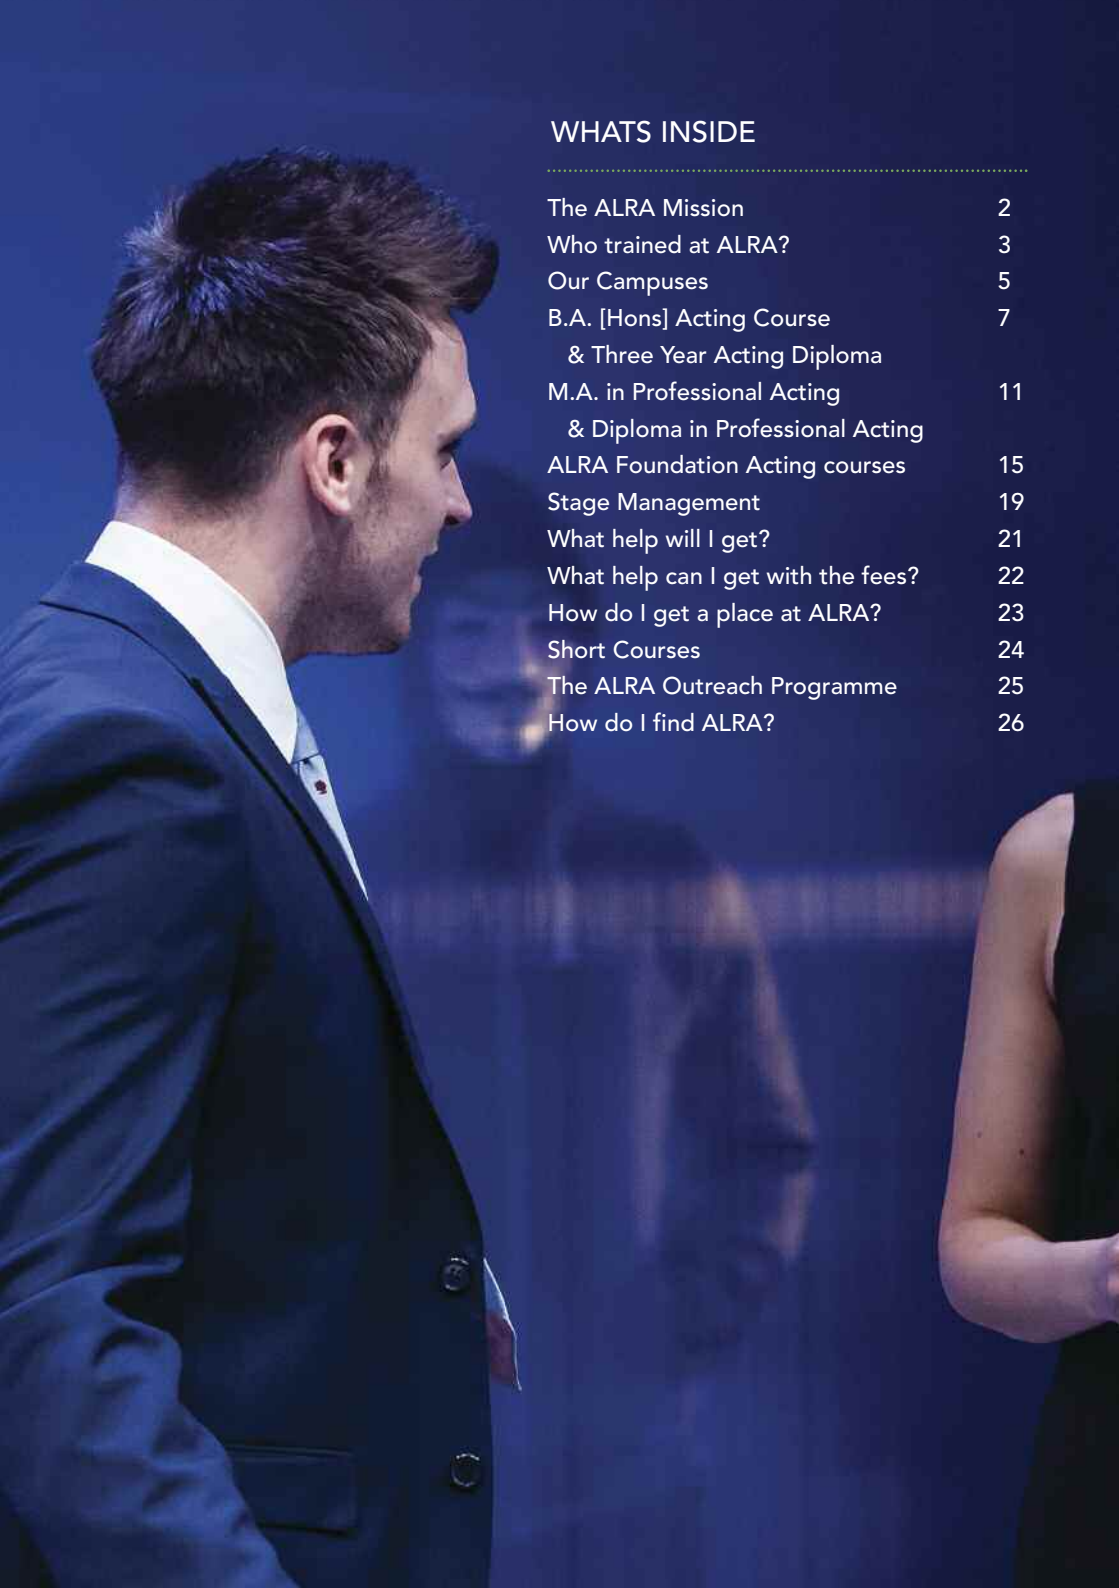 WHATS INSIDE
The ALRA Mission 2
Who trained at ALRA? 3
Our Campuses 5
B.A. [Hons] Acting Course 7
& Three Year Acting Diploma
M.A. in Professional Acting 11
& Diploma in Professional Acting
ALRA Foundation Acting courses 15
Stage Management 19
What help will I get? 21
What help can I get with the fees? 22
How do I get a place at ALRA? 23
Short Courses 24
The ALRA Outreach Programme 25
How do I find ALRA? 26